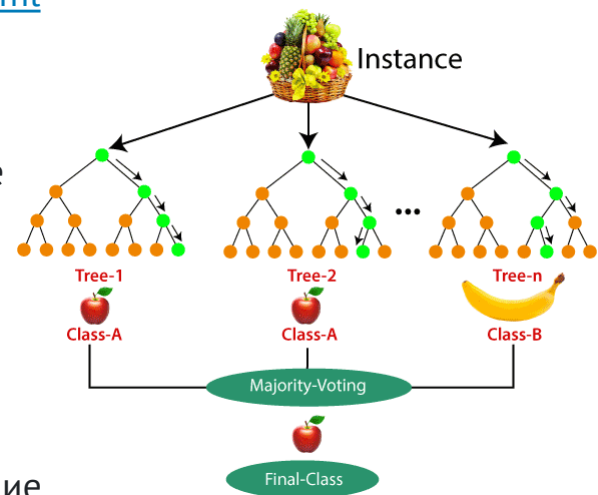 Instance
...
Tree-1
Tree-2
Tree-n
Class-A
Class-A
Class-B
Majority-Voting
Final-Class